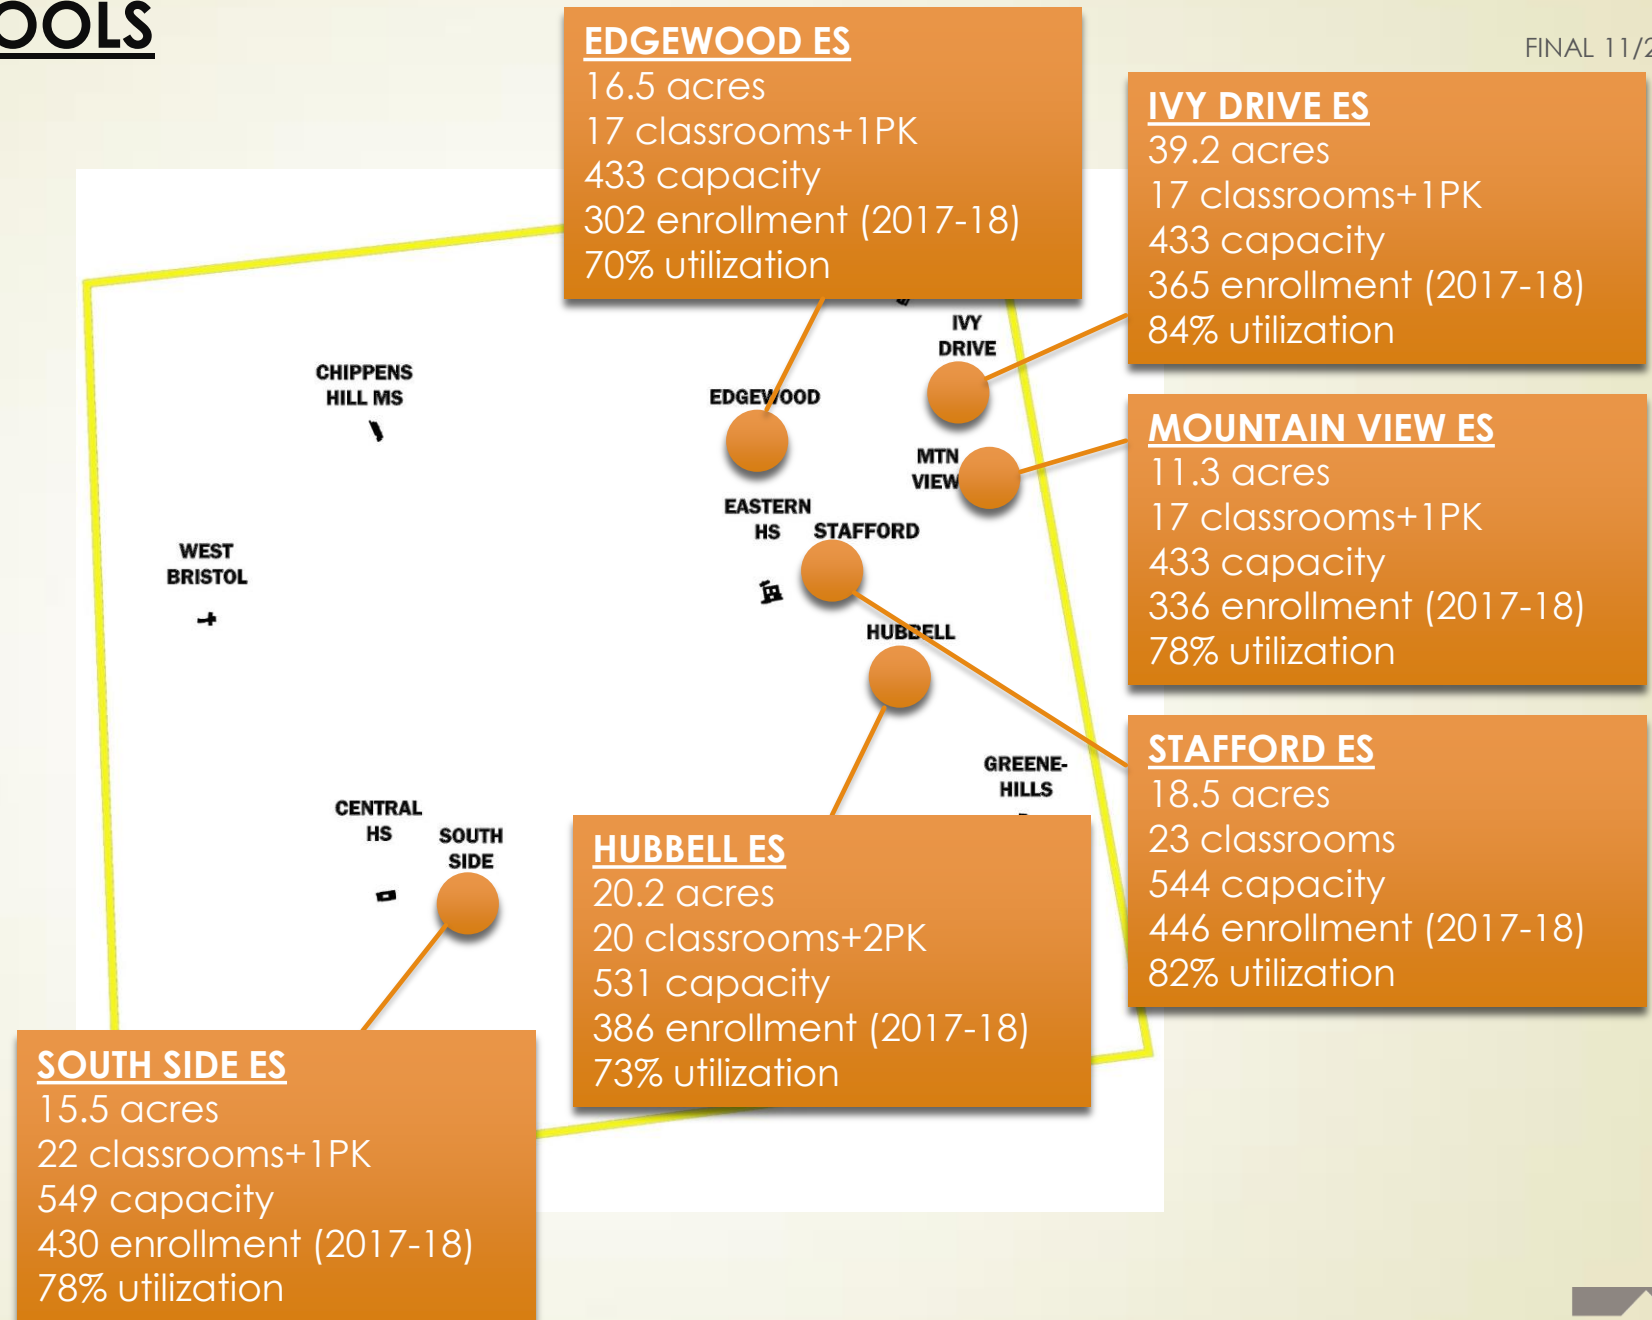 OOLS
FINAL 11/2
EDGEWOOD ES
16.5 acres
17 classrooms+1PK
433 capacity
302 enrollment (2017-18)
70% utilization
IVY DRIVE ES
39.2 acres
17 classrooms+1PK
433 capacity
365 enrollment (2017-18)
84% utilization
IVY
DRIVE
CHIPPENS
HILL MS
EDGEWOOD
MTN
VIEW
MOUNTAIN VIEW ES
11.3 acres
17 classrooms+1PK
433 capacity
336 enrollment (2017-18)
78% utilization
EASTERN
HS
STAFFORD
WEST
BRISTOL
HUBBELL
STAFFORD ES
18.5 acres
23 classrooms
544 capacity
446 enrollment (2017-18)
82% utilization
GREENE-
HILLS
CENTRAL
HS
SOUTH
SIDE
HUBBELL ES
20.2 acres
20 classrooms+2PK
531 capacity
386 enrollment (2017-18)
73% utilization
SOUTH SIDE ES
15.5 acres
22 classrooms+1PK
549 capacity
430 enrollment (2017-18)
78% utilization